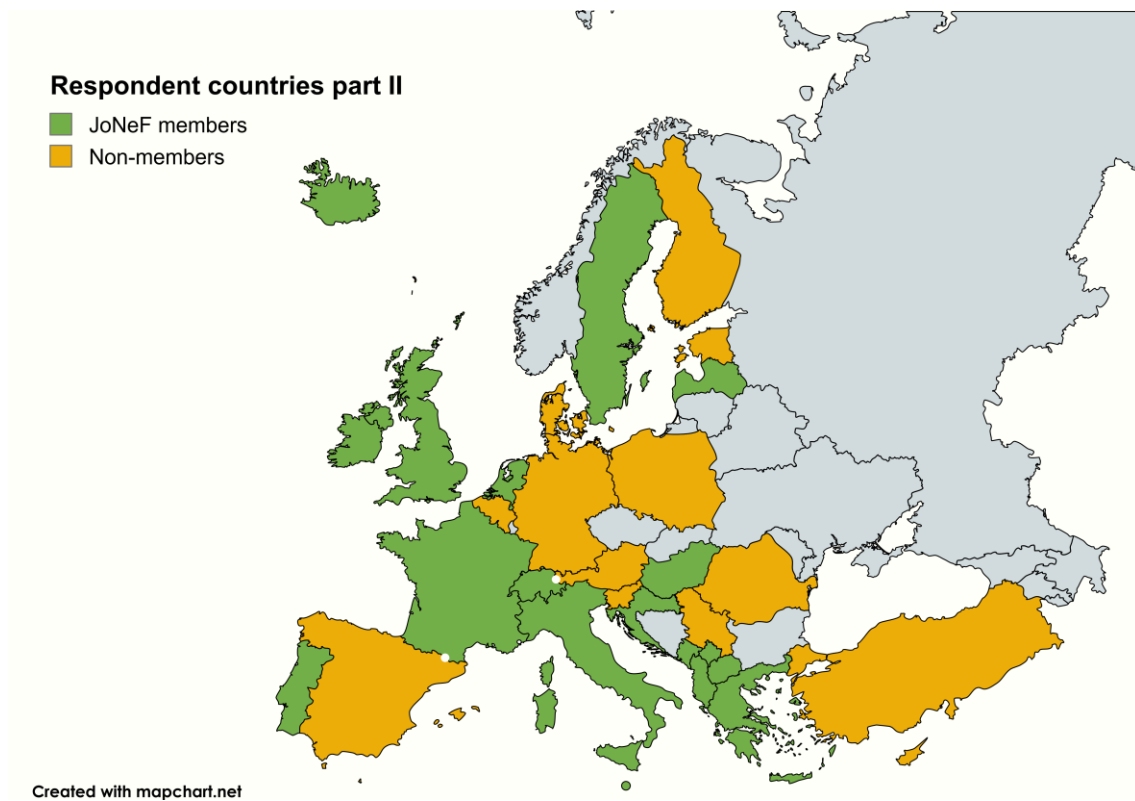 Respondent countries part II
JoNeF members
Non-members
Created with mapchart.net